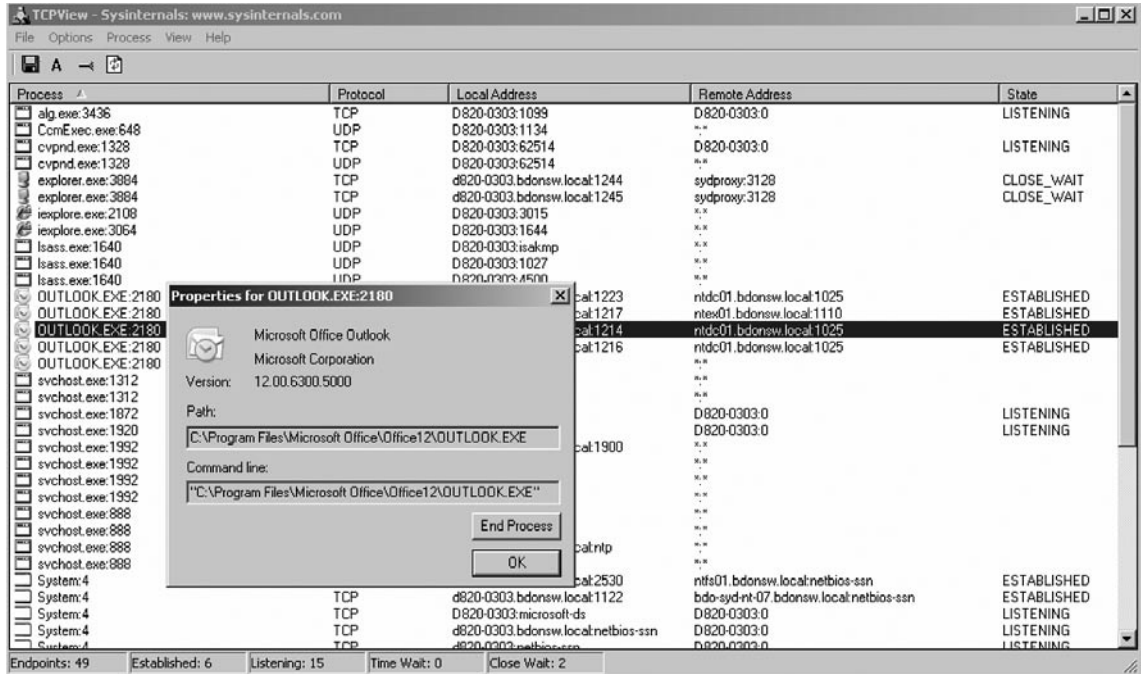 TCPView - Sysinternals: www.sysinternals.com
File Options Process View Help
A
Process Protocol Local Address Remote Address State
alg.exe:3436 TCP D820-0303:1099 D820-0303:0 LISTENING
CcmExec.exe:648 UDP D820-0303:1134 *:*
cvpnd.exe:1328 TCP D820-0303:62514 D820-0303:0 LISTENING
cvpnd.exe:1328 UDP D820-0303:62514 *:*
explorer.exe:3884 TCP d820-0303.bdonsw.local:1244 sydproxy:3128 CLOSE_WAIT
explorer.exe:3884 TCP d820-0303.bdonsw.local:1245 sydproxy:3128 CLOSE_WAIT
iexplore.exe:2108 UDP D820-0303:3015 *:*
iexplore.exe:3064 UDP D820-0303:1644 *:*
lsass.exe:1640 UDP D820-0303:isakmp *:*
lsass.exe:1640 UDP D820-0303:1027 *:*
lsass.exe:1640 UDP D820-0303:4500 *:*
OUTLOOK.EXE:2180 cal:1223 ntdc01.bdonsw.local:1025 ESTABLISHED
OUTLOOK.EXE:2180 cal:1217 ntex01.bdonsw.local:1110 ESTABLISHED
OUTLOOK.EXE:2180 cal:1214 ntdc01.bdonsw.local:1025 ESTABLISHED
OUTLOOK.EXE:2180 cal:1216 ntdc01.bdonsw.local:1025 ESTABLISHED
OUTLOOK.EXE:2180 *:*
svchost.exe:1312 *:*
svchost.exe:1312 *:*
svchost.exe:1872 D820-0303:0 LISTENING
svchost.exe:1920 D820-0303:0 LISTENING
svchost.exe:1992 cal:1900 *:*
svchost.exe:1992 *:*
svchost.exe:1992 *:*
svchost.exe:1992 *:*
svchost.exe:888 *:*
svchost.exe:888 *:*
svchost.exe:888 cal:ntp *:*
svchost.exe:888 *:*
System:4 cal:2530 ntfs01.bdonsw.local:netbios-ssn ESTABLISHED
System:4 TCP d820-0303.bdonsw.local:1122 bdo-syd-nt-07.bdonsw.local:netbios-ssn ESTABLISHED
System:4 TCP D820-0303:microsoft-ds D820-0303:0 LISTENING
System:4 TCP d820-0303.bdonsw.local:netbios-ssn D820-0303:0 LISTENING
System:4 TCP d820-0303:netbios-ssn D820-0303:0 LISTENING
Properties for OUTLOOK.EXE:2180
Microsoft Office Outlook
Microsoft Corporation
Version: 12.00.6300.5000
Path:
C:\Program Files\Microsoft Office\Office12\OUTLOOK.EXE
Command line:
"C:\Program Files\Microsoft Office\Office12\OUTLOOK.EXE"
End Process
OK
Endpoints: 49 Established: 6 Listening: 15 Time Wait: 0 Close Wait: 2